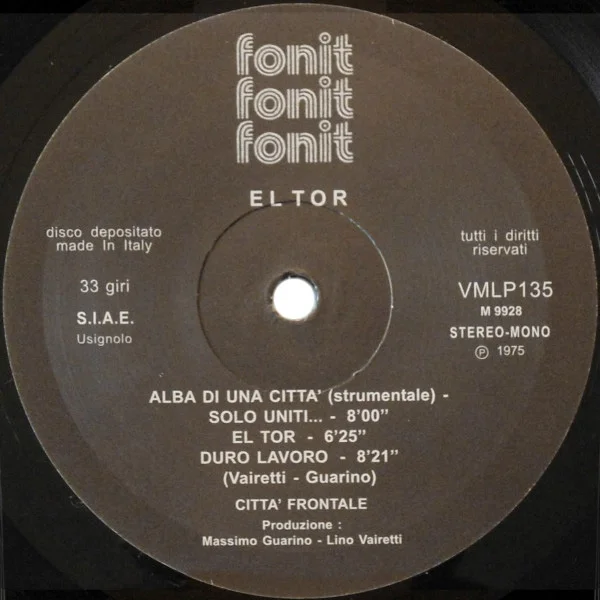 fonit
fonit
fonit
EL TOR
disco depositato
made In Italy
tutti i diritti
riservati
33 giri
VMLP135
M 9928
S.I.A.E.
STEREO-MONO
Usignolo
Ⓟ 1975
ALBA DI UNA CITTA' (strumentale) -
SOLO UNITI... - 8'00"
EL TOR - 6'25"
DURO LAVORO - 8'21"
(Vairetti - Guarino)
CITTA' FRONTALE
Produzione :
Massimo Guarino - Lino Vairetti